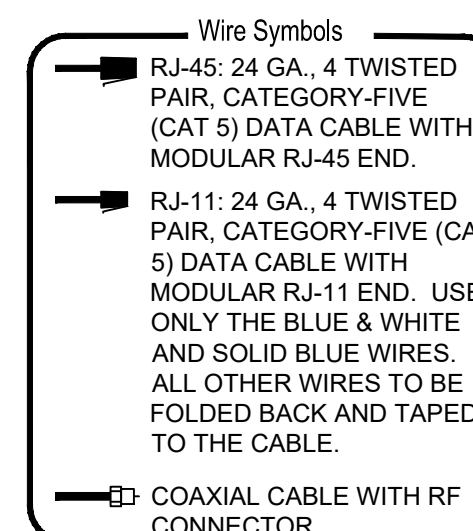 Wire Symbols
RJ-45: 24 GA., 4 TWISTED
PAIR, CATEGORY-FIVE
(CAT 5) DATA CABLE WITH
MODULAR RJ-45 END.
RJ-11: 24 GA., 4 TWISTED
PAIR, CATEGORY-FIVE (CA
5) DATA CABLE WITH
MODULAR RJ-11 END. USE
ONLY THE BLUE & WHITE
AND SOLID BLUE WIRES.
ALL OTHER WIRES TO BE
FOLDED BACK AND TAPED
TO THE CABLE.
COAXIAL CABLE WITH RF
CONNECTOR